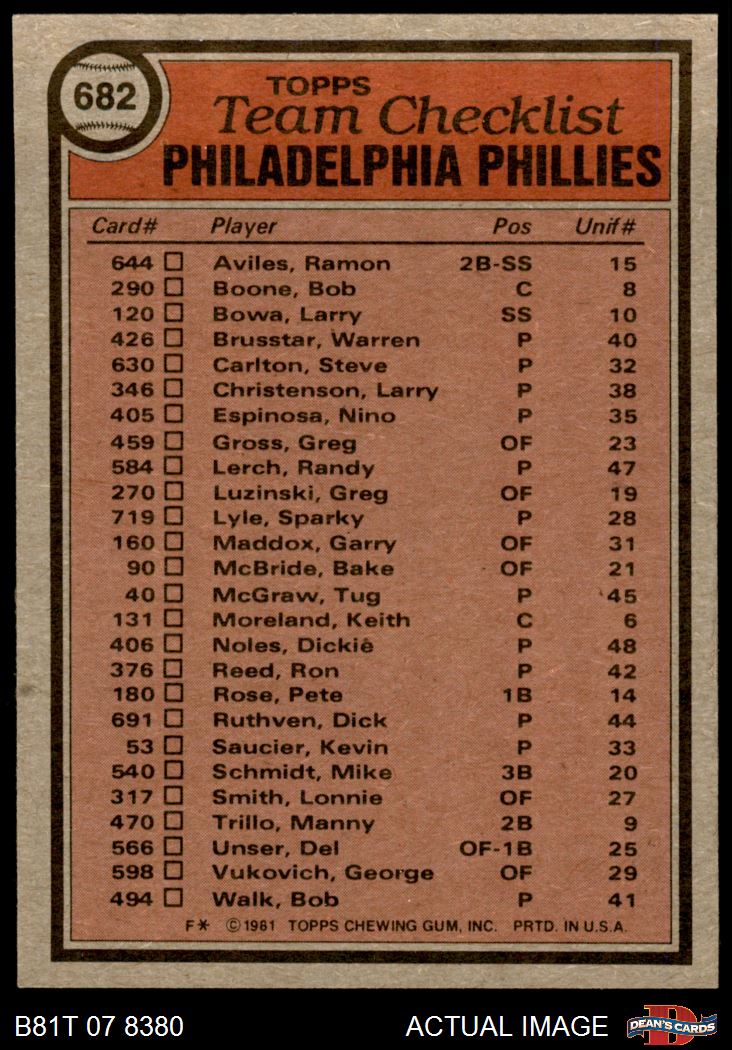 682
TOPPS
Team Checklist
PHILADELPHIA PHILLIES
Card# Player Pos Unif#
644 Aviles, Ramon 2B-SS 15
290 Boone, Bob C 8
120 Bowa, Larry SS 10
426 Brusstar, Warren P 40
630 Carlton, Steve P 32
346 Christenson, Larry P 38
405 Espinosa, Nino P 35
459 Gross, Greg OF 23
584 Lerch, Randy P 47
270 Luzinski, Greg OF 19
719 Lyle, Sparky P 28
160 Maddox, Garry OF 31
90 McBride, Bake OF 21
40 McGraw, Tug P 45
131 Moreland, Keith C 6
406 Noles, Dickie P 48
376 Reed, Ron P 42
180 Rose, Pete 1B 14
691 Ruthven, Dick P 44
53 Saucier, Kevin P 33
540 Schmidt, Mike 3B 20
317 Smith, Lonnie OF 27
470 Trillo, Manny 2B 9
566 Unser, Del OF-1B 25
598 Vukovich, George OF 29
494 Walk, Bob P 41
F* ©1981 TOPPS CHEWING GUM, INC. PRTD. IN U.S.A.
B81T 07 8380 ACTUAL IMAGE DEAN'S CARDS